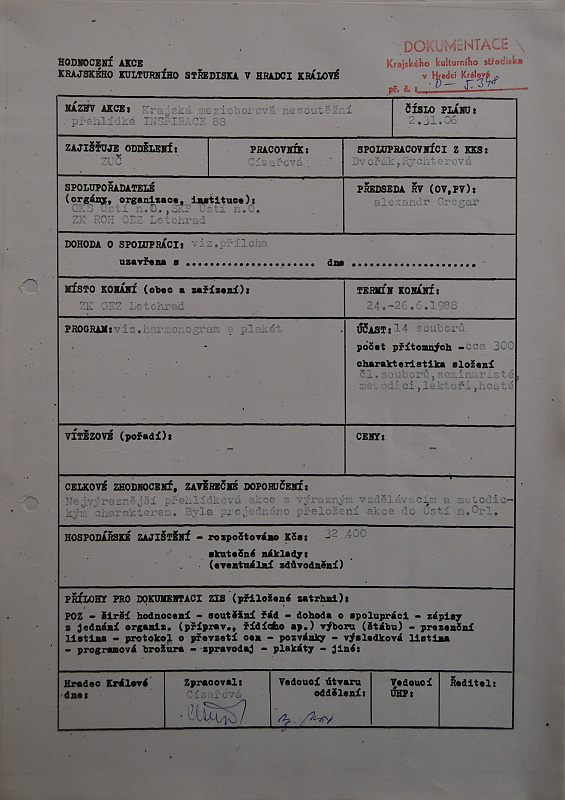 DOKUMENTACE
Krajského kulturního střediska
v Hradci Králové
př. č.:
HODNOCENÍ AKCE
KRAJSKÉHO KULTURNÍHO STŘEDISKA V HRADCI KRÁLOVÉ
NÁZEV AKCE: Krajská mezioborová nesoutěžní
přehlídka INSPIRACE 88
ČÍSLO PLÁNU:
2.31.06
ZAJIŠŤUJE ODDĚLENÍ:
ZUČ
PRACOVNÍK:
Císařová
SPOLUPRACOVNÍCI Z KKS:
Dvořák,Rychterová
SPOLUPOŘADATELÉ
(orgány, organizace, instituce):
OKS Ústí n.O.,SKP Ústí n.O.
ZK ROH OEZ Letohrad
PŘEDSEDA ŘV (OV,PV):
alexandr Gregar
DOHODA O SPOLUPRÁCI: viz.příloha
uzavřena s ..................... dne ....................
MÍSTO KONÁNÍ (obec a zařízení):
ZK OEZ Letohrad
TERMÍN KONÁNÍ:
24.-26.6.1988
PROGRAM:viz.harmonogram a plakát
ÚČAST:14 souborů
počet přítomných -cca 300
charakteristika složení
čl.souborů,seminaristé,
metodici,lektoři,hosté
VÍTĚZOVÉ (pořadí):
-
CENY:
-
CELKOVÉ ZHODNOCENÍ, ZÁVĚREČNÉ DOPORUČENÍ:
Nejvýraznější přehlídková akce s výrazným vzdělávacím a metodic-
kým charakterem. Bylo projednáno přeložení akce do Ústí n.Orl.
HOSPODÁŘSKÉ ZAJIŠTĚNÍ - rozpočtováno Kčs: 32 400
skutečné náklady:
(eventuální zdůvodnění)
PŘÍLOHY PRO DOKUMENTACI ZIS (přiložené zatrhni):
POZ - širší hodnocení - soutěžní řád - dohoda o spolupráci - zápisy
z jednání organiz. (příprav., řídícího ap.) výboru (štábu) - prezenční
listina - protokol o převzetí cen - pozvánky - výsledková listina
- programová brožura - zpravodaj - plakáty - jiné:
Hradec Králové
dne:
Zpracoval:
Císařová
Vedoucí útvaru
oddělení:
Vedoucí
ÚHP:
Ředitel: